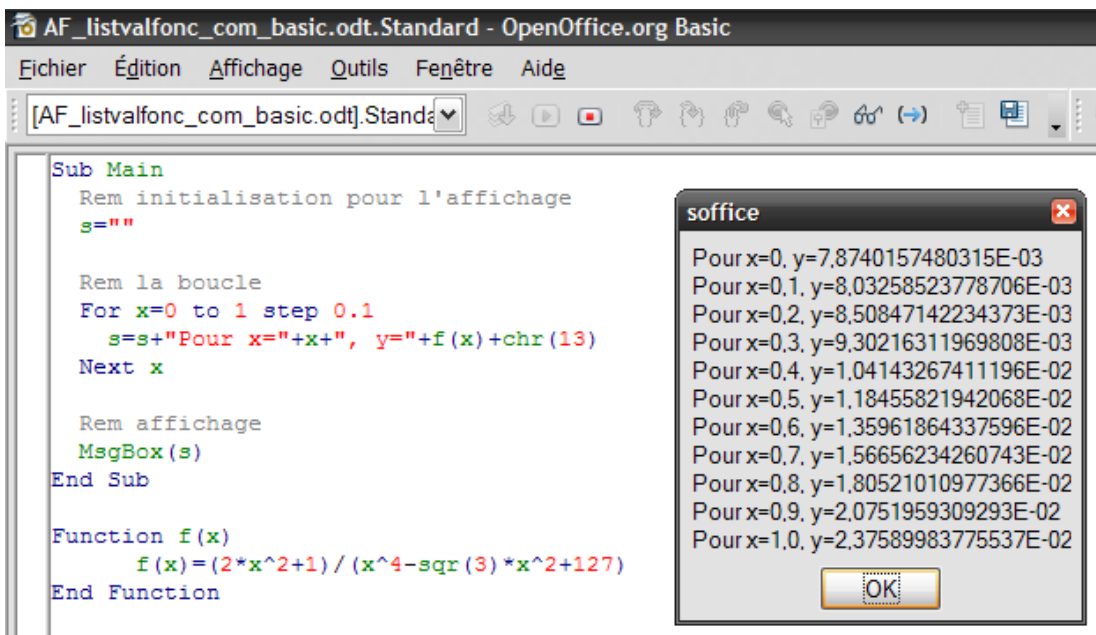 AF_listvalfonc_com_basic.odt.Standard - OpenOffice.org Basic
Fichier Édition Affichage Outils Fenêtre Aide
[AF_listvalfonc_com_basic.odt].Standa
Sub Main
Rem initialisation pour l'affichage
s=""
Rem la boucle
For x=0 to 1 step 0.1
s=s+"Pour x="+x+", y="+f(x)+chr(13)
Next x
Rem affichage
MsgBox(s)
End Sub
Function f(x)
f(x)=(2*x^2+1)/(x^4-sqr(3)*x^2+127)
End Function
soffice
Pour x=0, y=7,8740157480315E-03
Pour x=0,1, y=8,03258523778706E-03
Pour x=0,2, y=8,50847142234373E-03
Pour x=0,3, y=9,30216311969808E-03
Pour x=0,4, y=1,04143267411196E-02
Pour x=0,5, y=1,18455821942068E-02
Pour x=0,6, y=1,35961864337596E-02
Pour x=0,7, y=1,56656234260743E-02
Pour x=0,8, y=1,80521010977366E-02
Pour x=0,9, y=2,0751959309293E-02
Pour x=1,0, y=2,37589983775537E-02
OK